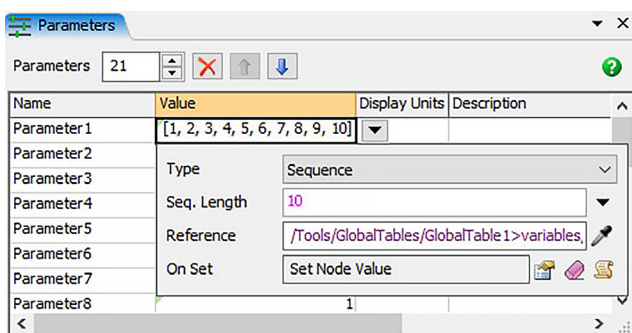 Parameters
Parameters 21
Name Value Display Units Description
Parameter1 [1, 2, 3, 4, 5, 6, 7, 8, 9, 10]
Parameter2
Type Sequence
Parameter3
Parameter4
Seq. Length 10
Parameter5
Reference /Tools/GlobalTables/GlobalTable1>variables,
Parameter6
On Set Set Node Value
Parameter7
Parameter8 1